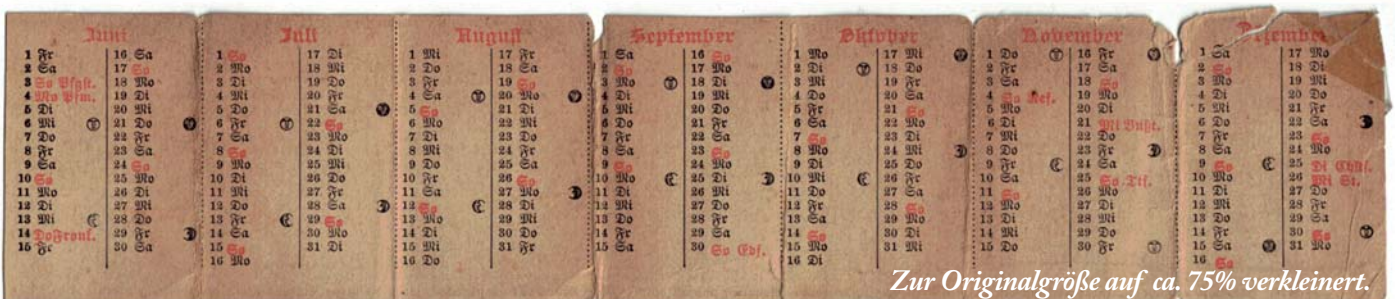 Juni
1 Fr
2 Sa
3 So Pfgst.
4 Mo Pfm.
5 Di
6 Mi
7 Do
8 Fr
9 Sa
10 So
11 Mo
12 Di
13 Mi
14 Do Fronl.
15 Fr
16 Sa
17 So
18 Mo
19 Di
20 Mi
21 Do
22 Fr
23 Sa
24 So
25 Mo
26 Di
27 Mi
28 Do
29 Fr
30 Sa
Juli
1 So
2 Mo
3 Di
4 Mi
5 Do
6 Fr
7 Sa
8 So
9 Mo
10 Di
11 Mi
12 Do
13 Fr
14 Sa
15 So
16 Mo
17 Di
18 Mi
19 Do
20 Fr
21 Sa
22 So
23 Mo
24 Di
25 Mi
26 Do
27 Fr
28 Sa
29 So
30 Mo
31 Di
August
1 Mi
2 Do
3 Fr
4 Sa
5 So
6 Mo
7 Di
8 Mi
9 Do
10 Fr
11 Sa
12 So
13 Mo
14 Di
15 Mi
16 Do
17 Fr
18 Sa
19 So
20 Mo
21 Di
22 Mi
23 Do
24 Fr
25 Sa
26 So
27 Mo
28 Di
29 Mi
30 Do
31 Fr
September
1 Sa
2 So
3 Mo
4 Di
5 Mi
6 Do
7 Fr
8 Sa
9 So
10 Mo
11 Di
12 Mi
13 Do
14 Fr
15 Sa
16 So
17 Mo
18 Di
19 Mi
20 Do
21 Fr
22 Sa
23 So
24 Mo
25 Di
26 Mi
27 Do
28 Fr
29 Sa
30 So Edf.
Oktober
1 Mo
2 Di
3 Mi
4 Do
5 Fr
6 Sa
7 So
8 Mo
9 Di
10 Mi
11 Do
12 Fr
13 Sa
14 So
15 Mo
16 Di
17 Mi
18 Do
19 Fr
20 Sa
21 So
22 Mo
23 Di
24 Mi
25 Do
26 Fr
27 Sa
28 So
29 Mo
30 Di
31 Mi
November
1 Do
2 Fr
3 Sa
4 So Ref.
5 Mo
6 Di
7 Mi
8 Do
9 Fr
10 Sa
11 So
12 Mo
13 Di
14 Mi
15 Do
16 Fr
17 Sa
18 So
19 Mo
20 Di
21 Mi Bußt.
22 Do
23 Fr
24 Sa
25 So Ttf.
26 Mo
27 Di
28 Mi
29 Do
30 Fr
Dezember
1 Sa
2 So
3 Mo
4 Di
5 Mi
6 Do
7 Fr
8 Sa
9 So
10 Mo
11 Di
12 Mi
13 Do
14 Fr
15 Sa
16 So
17 Mo
18 Di
19 Mi
20 Do
21 Fr
22 Sa
23 So
24 Mo
25 Di Chtf.
26 Mi St.
27 Do
28 Fr
29 Sa
30 So
31 Mo
Zur Originalgröße auf ca. 75% verkleinert.